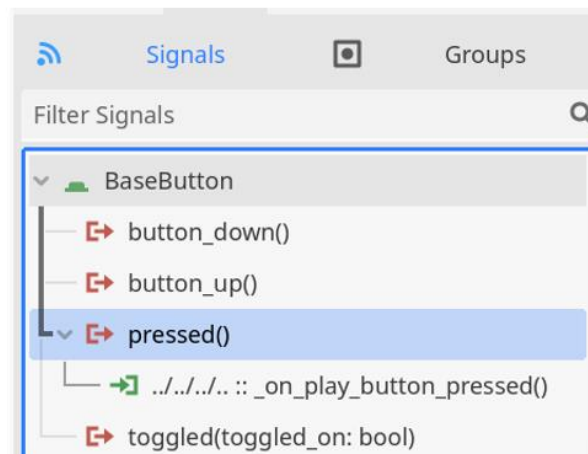 Signals Groups
Filter Signals
BaseButton
button_down()
button_up()
pressed()
../../../.. :: _on_play_button_pressed()
toggled(toggled_on: bool)